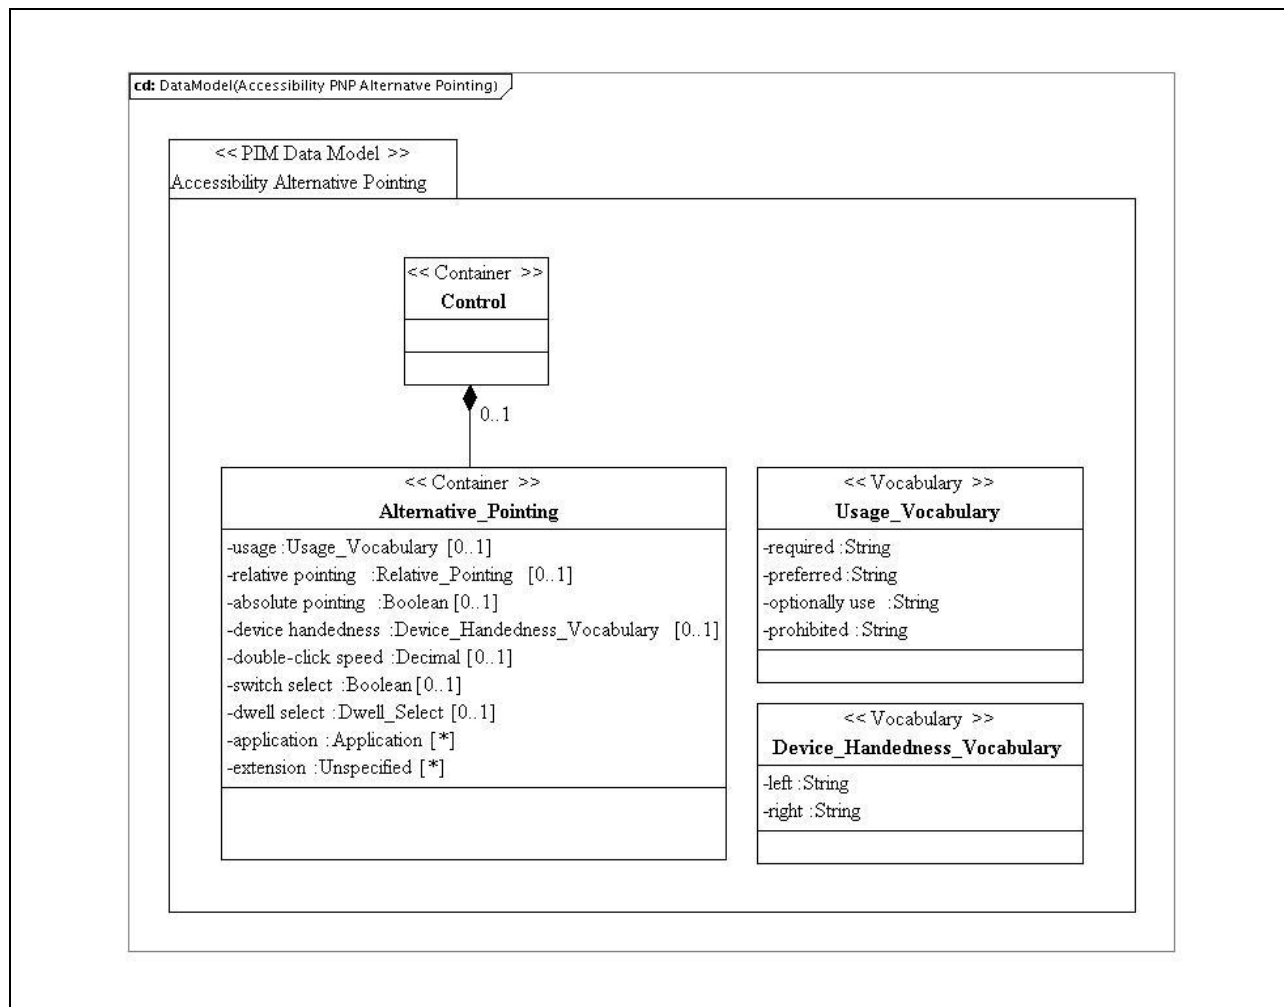 cd: DataModel(Accessibility PNP Alternatve Pointing)
<< PIM Data Model >>
Accessibility Alternative Pointing
<< Container >>
Control
0..1
<< Container >>
Alternative_Pointing
-usage :Usage_Vocabulary [0..1]
-relative pointing :Relative_Pointing [0..1]
-absolute pointing :Boolean [0..1]
-device handedness :Device_Handedness_Vocabulary [0..1]
-double-click speed :Decimal [0..1]
-switch select :Boolean [0..1]
-dwell select :Dwell_Select [0..1]
-application :Application [*]
-extension :Unspecified [*]
<< Vocabulary >>
Usage_Vocabulary
-required :String
-preferred :String
-optionally use :String
-prohibited :String
<< Vocabulary >>
Device_Handedness_Vocabulary
-left :String
-right :String